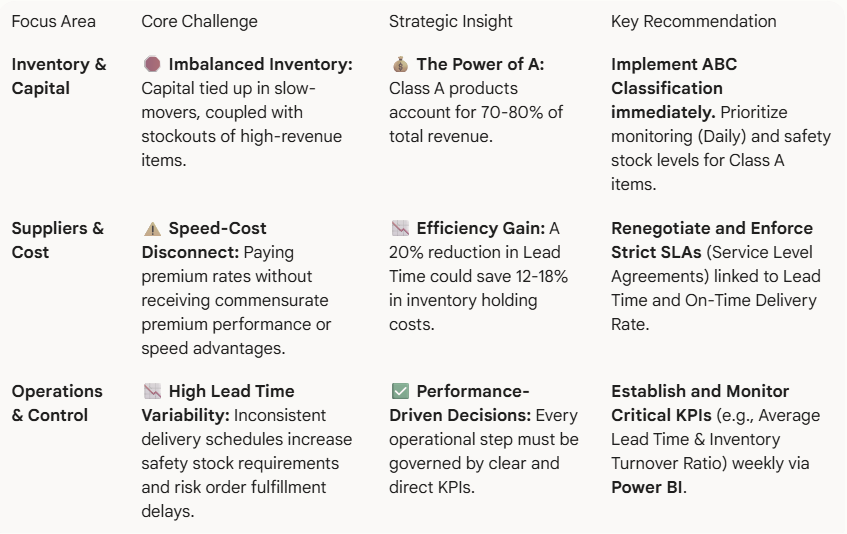 Focus Area
Core Challenge
Strategic Insight
Key Recommendation
Inventory &
Capital
Imbalanced Inventory:
Capital tied up in slow-
movers, coupled with
stockouts of high-revenue
items.
The Power of A:
Class A products
account for 70-80% of
total revenue.
Implement ABC
Classification
immediately. Prioritize
monitoring (Daily) and safety
stock levels for Class A
items.
Suppliers &
Cost
Speed-Cost
Disconnect: Paying
premium rates without
receiving commensurate
premium performance or
speed advantages.
Efficiency Gain: A
20% reduction in Lead
Time could save 12-18%
in inventory holding
costs.
Renegotiate and Enforce
Strict SLAs (Service Level
Agreements) linked to Lead
Time and On-Time Delivery
Rate.
Operations
& Control
High Lead Time
Variability: Inconsistent
delivery schedules increase
safety stock requirements
and risk order fulfillment
delays.
Performance-
Driven Decisions: Every
operational step must be
governed by clear and
direct KPIs.
Establish and Monitor
Critical KPIs (e.g., Average
Lead Time & Inventory
Turnover Ratio) weekly via
Power BI.